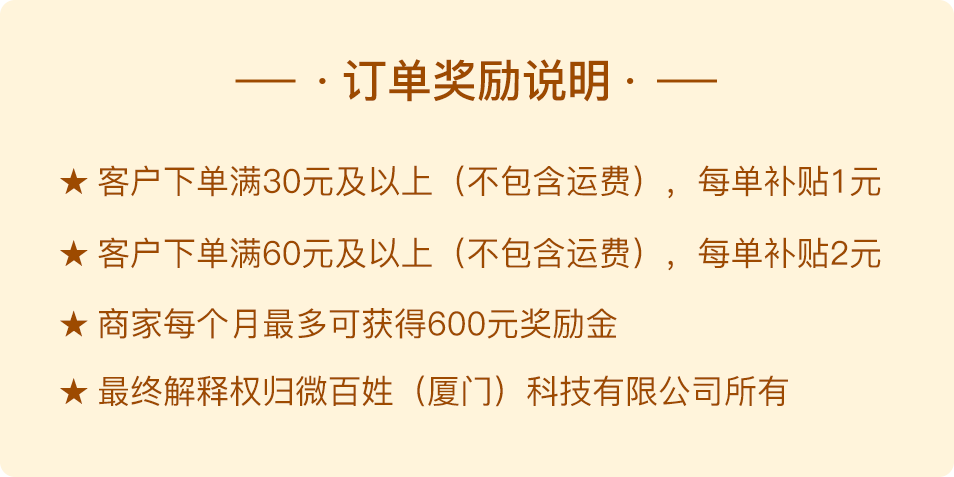 · 订单奖励说明 ·
★ 客户下单满30元及以上（不包含运费），每单补贴1元
★ 客户下单满60元及以上（不包含运费），每单补贴2元
★ 商家每个月最多可获得600元奖励金
★ 最终解释权归微百姓（厦门）科技有限公司所有